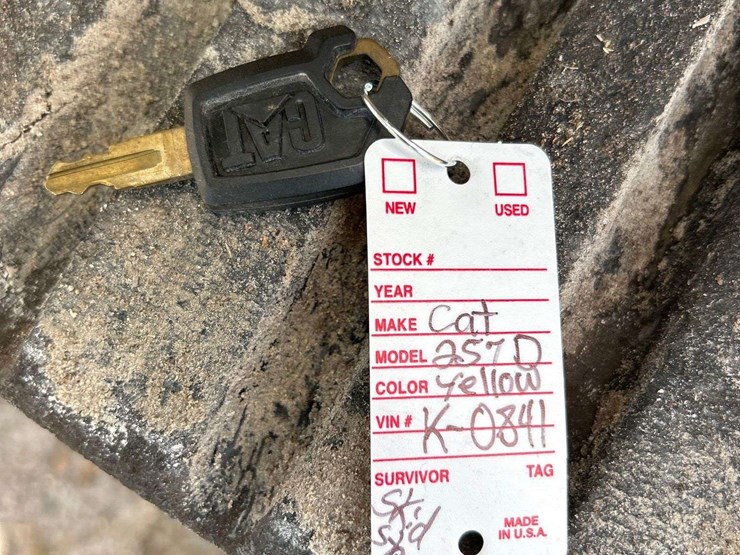 CAT
NEW USED
STOCK #
YEAR
MAKE Cat
MODEL 257D
COLOR Yellow
VIN # K-0841
SURVIVOR TAG
MADE
IN U.S.A.